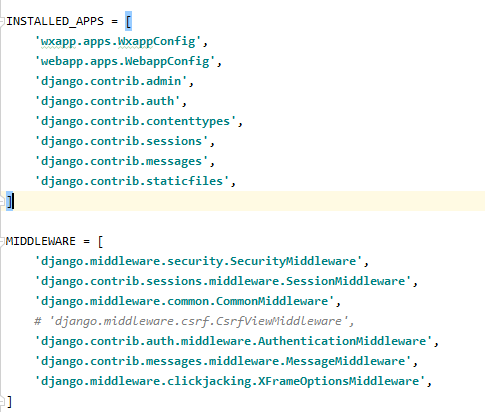 INSTALLED_APPS = [
    'wxapp.apps.WxappConfig',
    'webapp.apps.WebappConfig',
    'django.contrib.admin',
    'django.contrib.auth',
    'django.contrib.contenttypes',
    'django.contrib.sessions',
    'django.contrib.messages',
    'django.contrib.staticfiles',
]
MIDDLEWARE = [
    'django.middleware.security.SecurityMiddleware',
    'django.contrib.sessions.middleware.SessionMiddleware',
    'django.middleware.common.CommonMiddleware',
    # 'django.middleware.csrf.CsrfViewMiddleware',
    'django.contrib.auth.middleware.AuthenticationMiddleware',
    'django.contrib.messages.middleware.MessageMiddleware',
    'django.middleware.clickjacking.XFrameOptionsMiddleware',
]